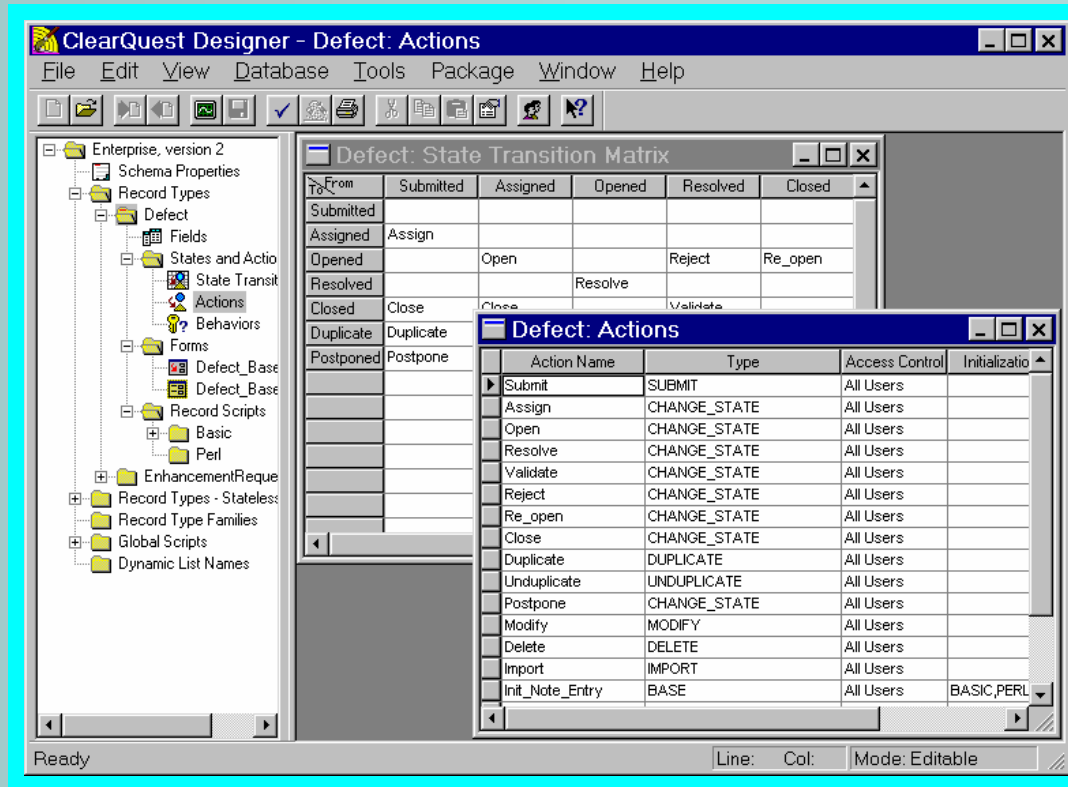 ClearQuest Designer - Defect: Actions
File Edit View Database Tools Package Window Help
Enterprise, version 2
Schema Properties
Record Types
Defect
Fields
States and Actio
State Transit
Actions
Behaviors
Forms
Defect_Base
Defect_Base
Record Scripts
Basic
Perl
EnhancementReque
Record Types - Stateless
Record Type Families
Global Scripts
Dynamic List Names
Defect: State Transition Matrix
To From Submitted Assigned Opened Resolved Closed
Submitted
Assigned Assign
Opened Open Reject Re_open
Resolved Resolve
Closed Close Close Validate
Duplicate Duplicate
Postponed Postpone
Defect: Actions
Action Name Type Access Control Initializatio
Submit SUBMIT All Users
Assign CHANGE_STATE All Users
Open CHANGE_STATE All Users
Resolve CHANGE_STATE All Users
Validate CHANGE_STATE All Users
Reject CHANGE_STATE All Users
Re_open CHANGE_STATE All Users
Close CHANGE_STATE All Users
Duplicate DUPLICATE All Users
Unduplicate UNDUPLICATE All Users
Postpone CHANGE_STATE All Users
Modify MODIFY All Users
Delete DELETE All Users
Import IMPORT All Users
Init_Note_Entry BASE All Users BASIC,PERL
Ready Line: Col: Mode: Editable